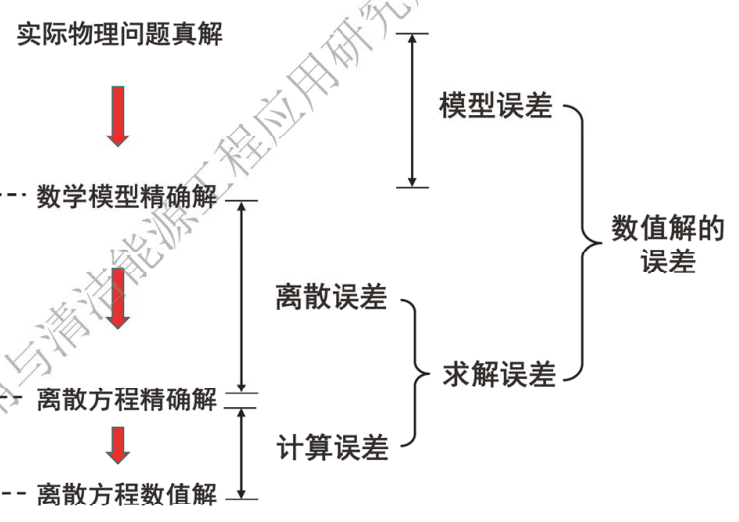 实际物理问题真解
模型误差
数学模型精确解
数值解的
误差
离散误差
求解误差
离散方程精确解
计算误差
离散方程数值解
用与清洁能源工程应用研究